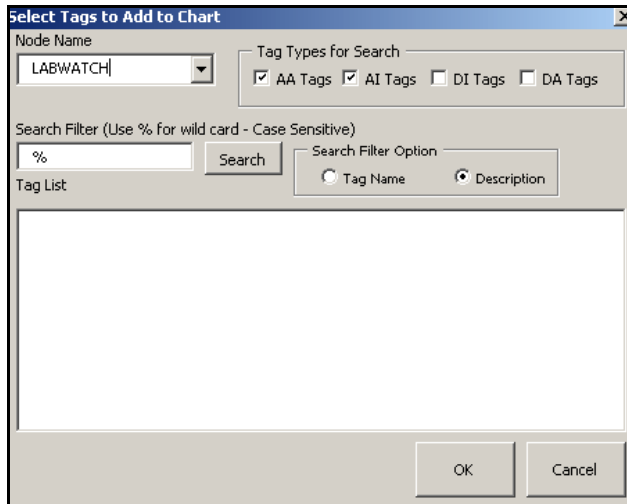 Select Tags to Add to Chart
Node Name
LABWATCH
Tag Types for Search
AA Tags AI Tags DI Tags DA Tags
Search Filter (Use % for wild card - Case Sensitive)
%
Search
Search Filter Option
Tag Name Description
Tag List
OK Cancel